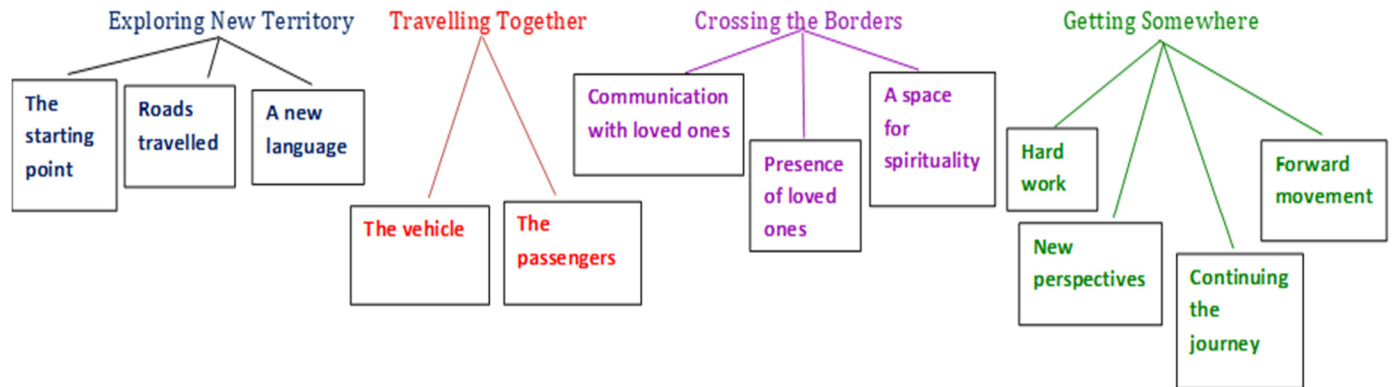 Exploring New Territory
The
starting
point
Roads
travelled
A new
language
Travelling Together
The vehicle
The
passengers
Crossing the Borders
Communication
with loved ones
Presence
of loved
ones
A space
for
spirituality
Getting Somewhere
Hard
work
New
perspectives
Continuing
the
journey
Forward
movement